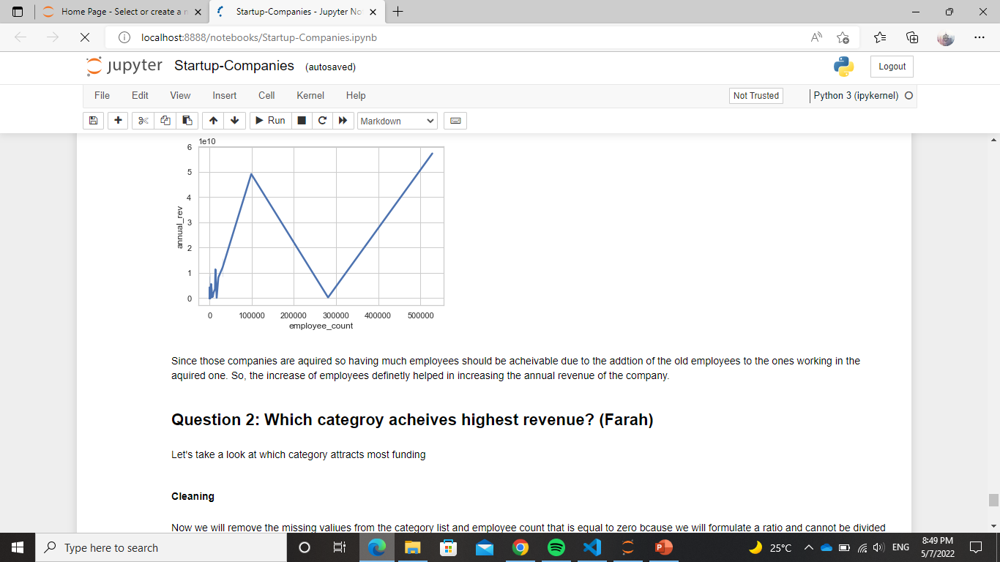 Home Page - Select or create a n
Startup-Companies - Jupyter No
localhost:8888/notebooks/Startup-Companies.ipynb
jupyter Startup-Companies (autosaved)
Logout
File Edit View Insert Cell Kernel Help
Not Trusted
Python 3 (ipykernel)
Run
Markdown
1e10
6
5
4
3
2
1
0
annual_rev
0 100000 200000 300000 400000 500000
employee_count
Since those companies are aquired so having much employees should be acheivable due to the addtion of the old employees to the ones working in the
aquired one. So, the increase of employees definetly helped in increasing the annual revenue of the company.
Question 2: Which categroy acheives highest revenue? (Farah)
Let's take a look at which category attracts most funding
Cleaning
Now we will remove the missing valiues from the category list and employee count that is equal to zero bcause we will formulate a ratio and cannot be divided
Type here to search
25°C
ENG
8:49 PM
5/7/2022